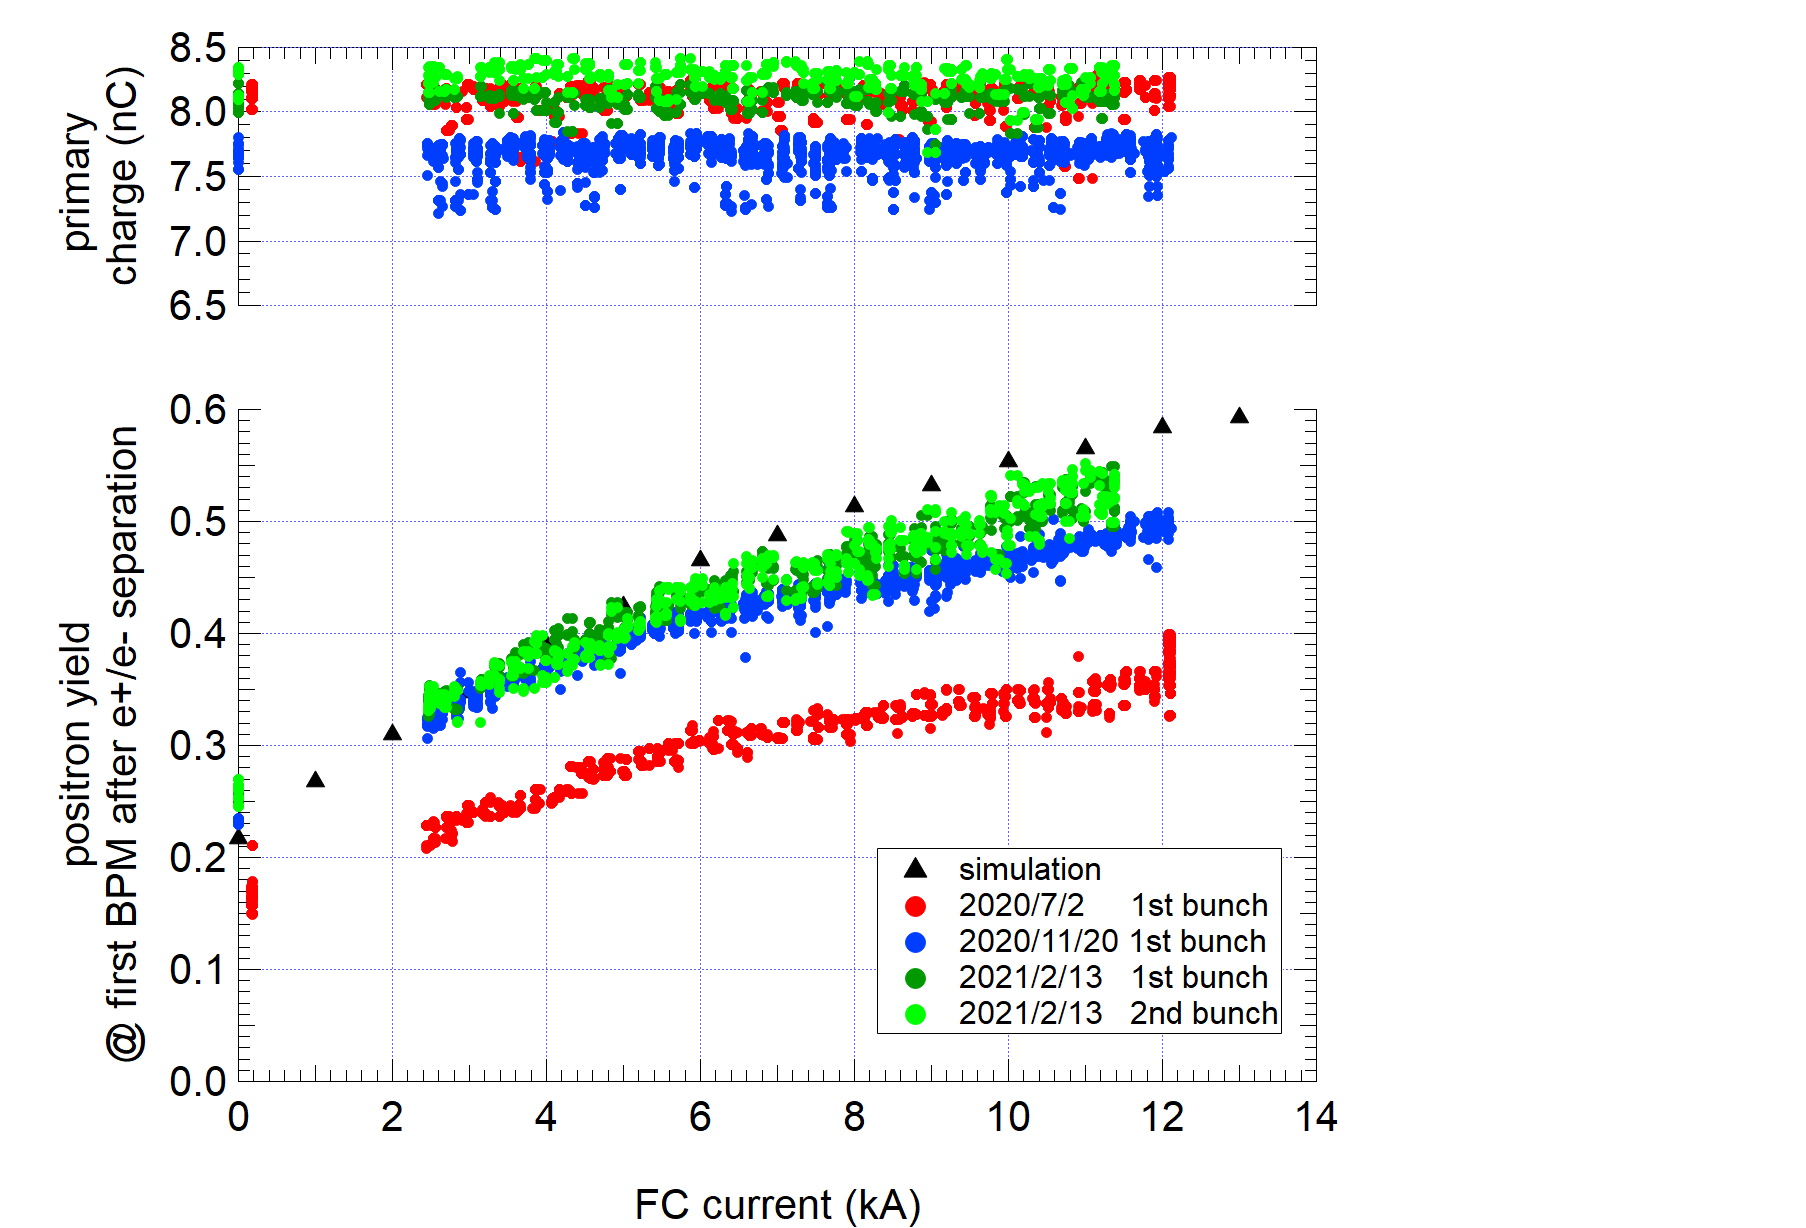 primary
charge (nC)
8.5
8.0
7.5
7.0
6.5
positron yield
@ first BPM after e+/e- separation
0.6
0.5
0.4
0.3
0.2
0.1
0.0
simulation
2020/7/2 1st bunch
2020/11/20 1st bunch
2021/2/13 1st bunch
2021/2/13 2nd bunch
0 2 4 6 8 10 12 14
FC current (kA)